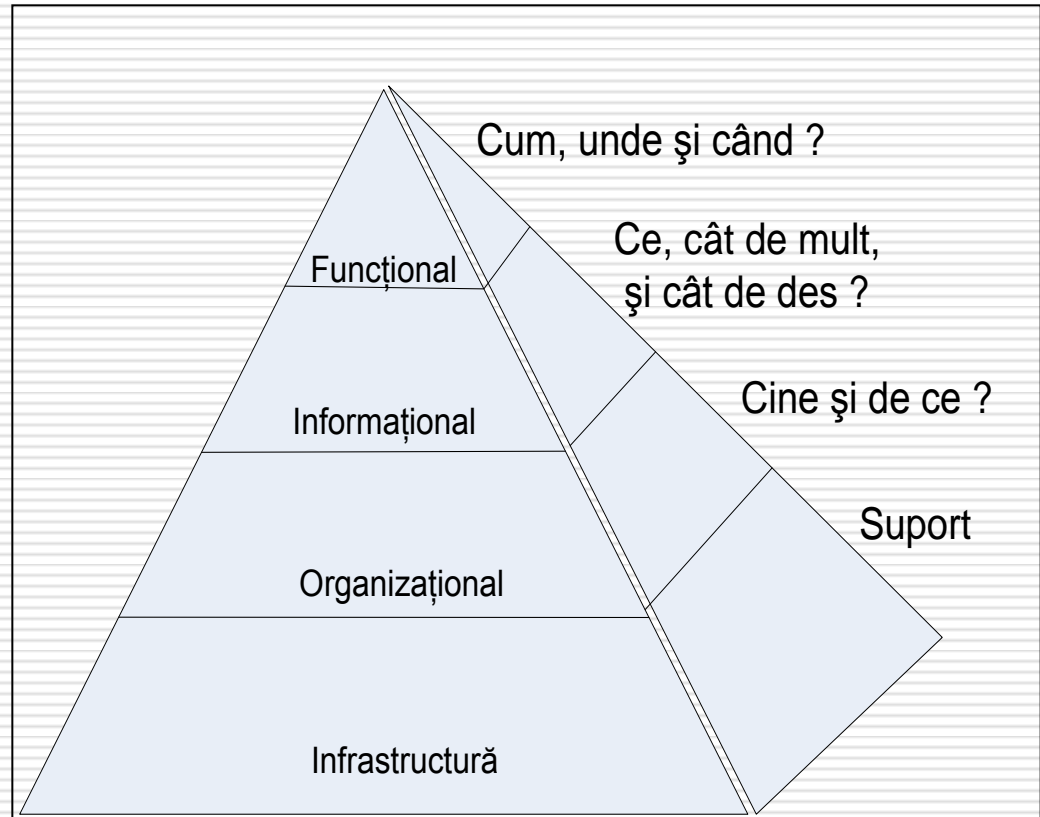 Cum, unde şi când ?
Ce, cât de mult,
şi cât de des ?
Funcțional
Cine şi de ce ?
Informațional
Suport
Organizațional
Infrastructură